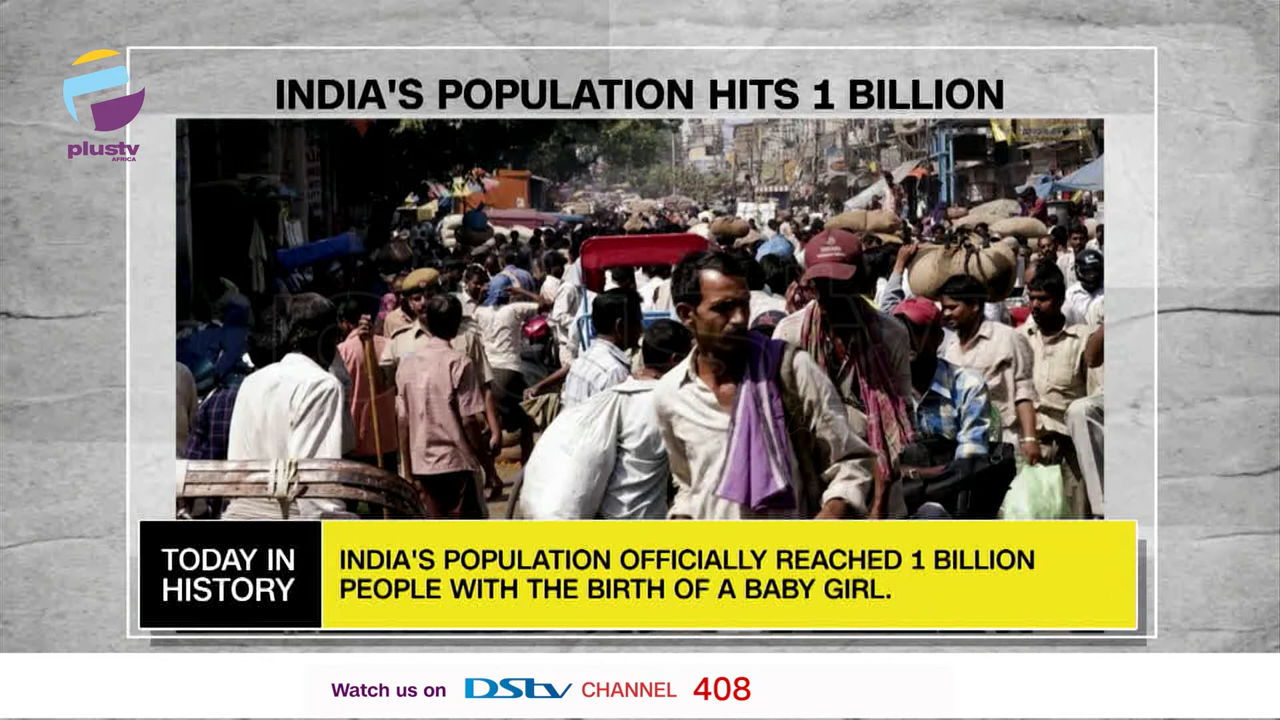 plustv
AFRICA
INDIA'S POPULATION HITS 1 BILLION
TODAY IN
HISTORY
INDIA'S POPULATION OFFICIALLY REACHED 1 BILLION
PEOPLE WITH THE BIRTH OF A BABY GIRL.
Watch us on DStv CHANNEL 408